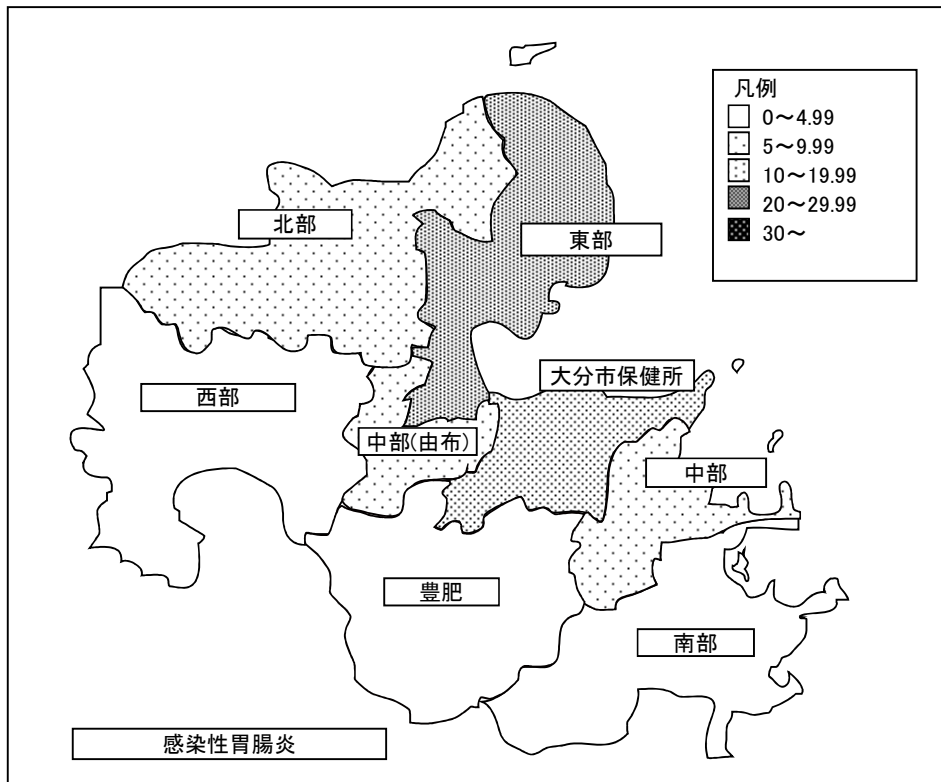 凡例
0～4.99
5～9.99
10～19.99
20～29.99
30～
北部
東部
大分市保健所
西部
中部(由布)
中部
豊肥
南部
感染性胃腸炎